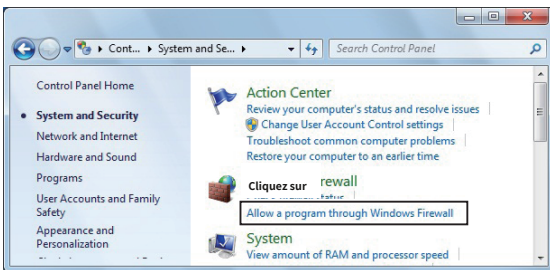 Cont... ▸ System and Se... ▸
Search Control Panel
Control Panel Home
System and Security
Network and Internet
Hardware and Sound
Programs
User Accounts and Family
Safety
Appearance and
Personalization
Action Center
Review your computer's status and resolve issues
Change User Account Control settings
Troubleshoot common computer problems
Restore your computer to an earlier time
Cliquez sur
rewall
Allow a program through Windows Firewall
System
View amount of RAM and processor speed